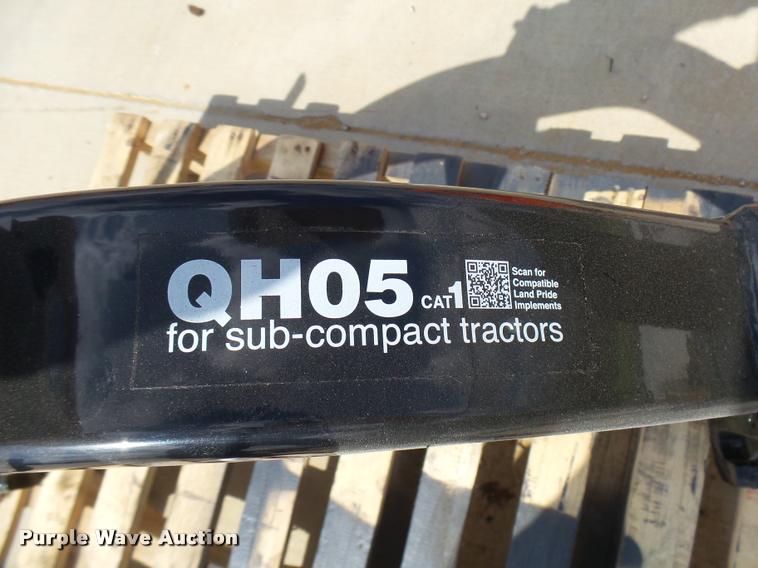 QH05 CAT1
Scan for
Compatible
Land Pride
Implements
for sub-compact tractors
Purple Wave Auction